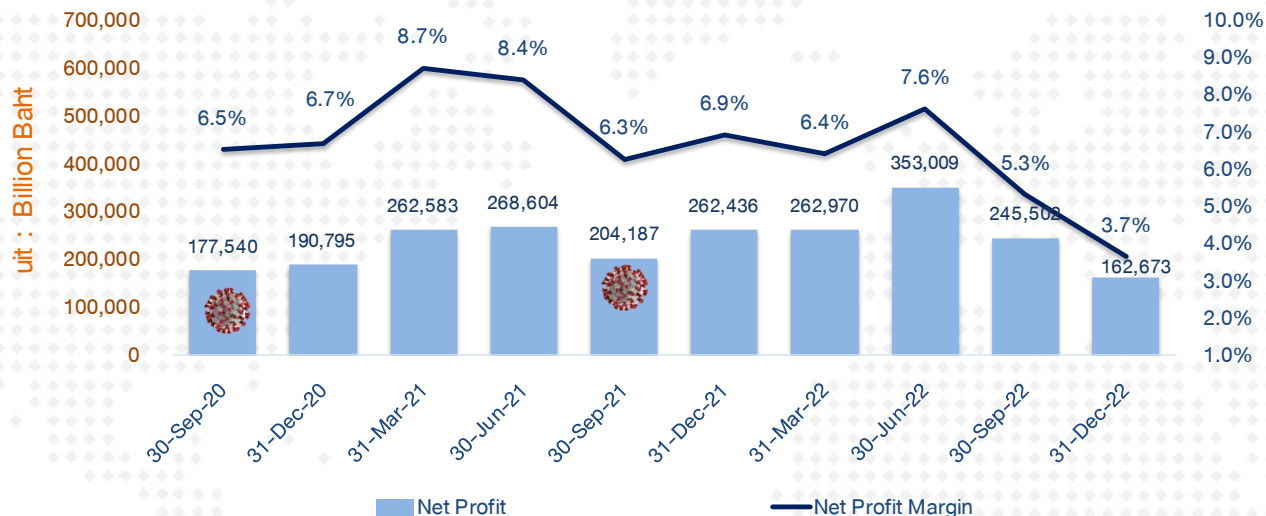 uit : Billion Baht
700,000
600,000
500,000
400,000
300,000
200,000
100,000
0
10.0%
9.0%
8.0%
7.0%
6.0%
5.0%
4.0%
3.0%
2.0%
1.0%
6.5%
6.7%
8.7%
8.4%
6.3%
6.9%
6.4%
7.6%
5.3%
3.7%
177,540
190,795
262,583
268,604
204,187
262,436
262,970
353,009
245,502
162,673
30-Sep-20
31-Dec-20
31-Mar-21
30-Jun-21
30-Sep-21
31-Dec-21
31-Mar-22
30-Jun-22
30-Sep-22
31-Dec-22
Net Profit
Net Profit Margin